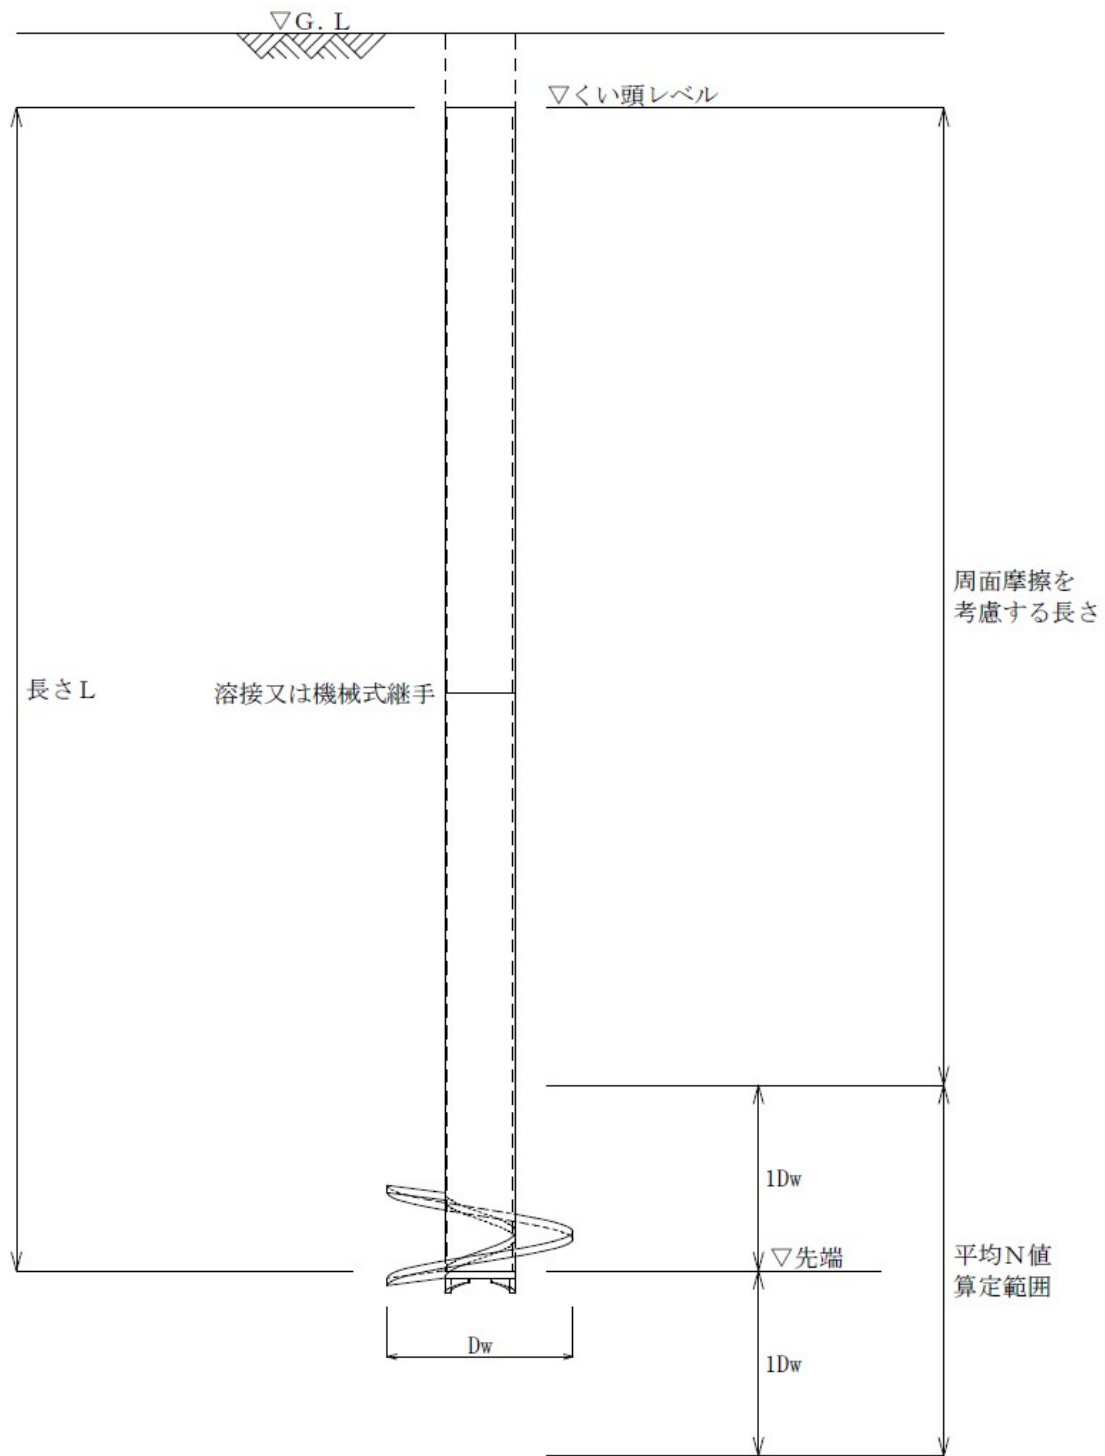 ▽G.L
▽くい頭レベル
周面摩擦を
考慮する長さ
長さL
溶接又は機械式継手
1Dw
▽先端
平均N値
算定範囲
Dw
1Dw